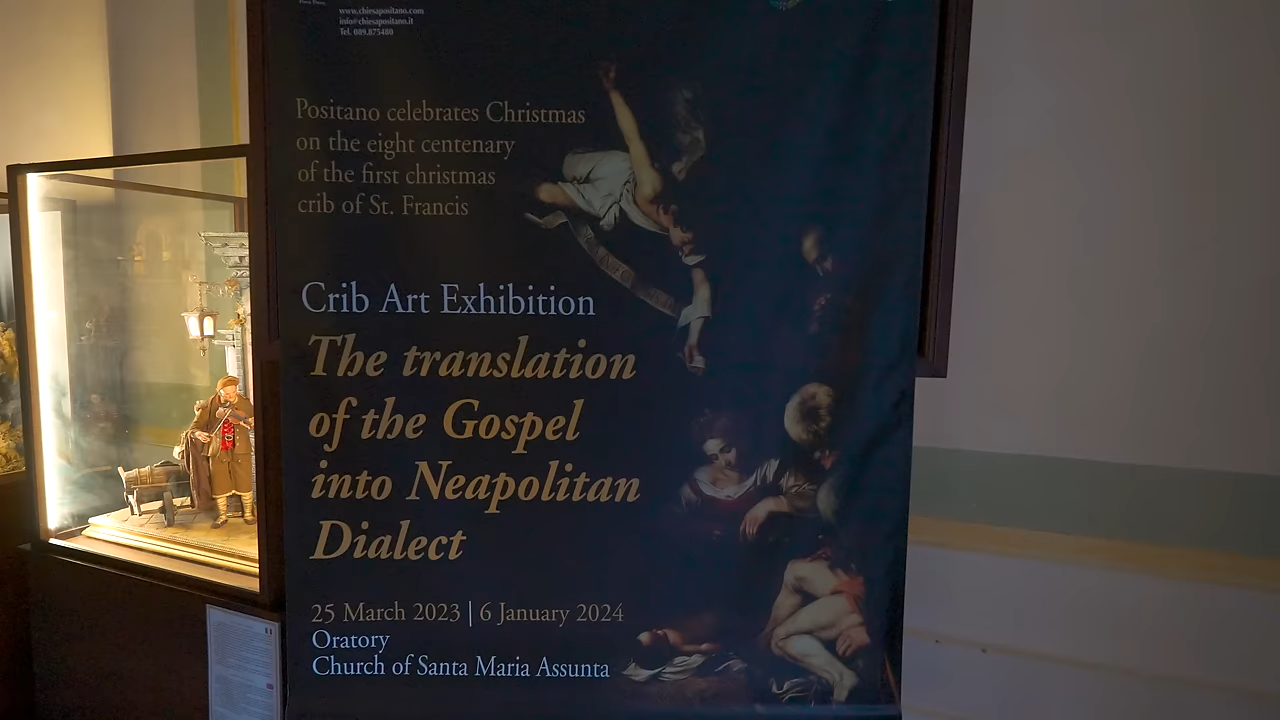 www.chiesapositano.com
info@chiesapositano.it
Tel. 089.875480
Positano celebrates Christmas
on the eight centenary
of the first christmas
crib of St. Francis
Crib Art Exhibition
The translation
of the Gospel
into Neapolitan
Dialect
25 March 2023 | 6 January 2024
Oratory
Church of Santa Maria Assunta